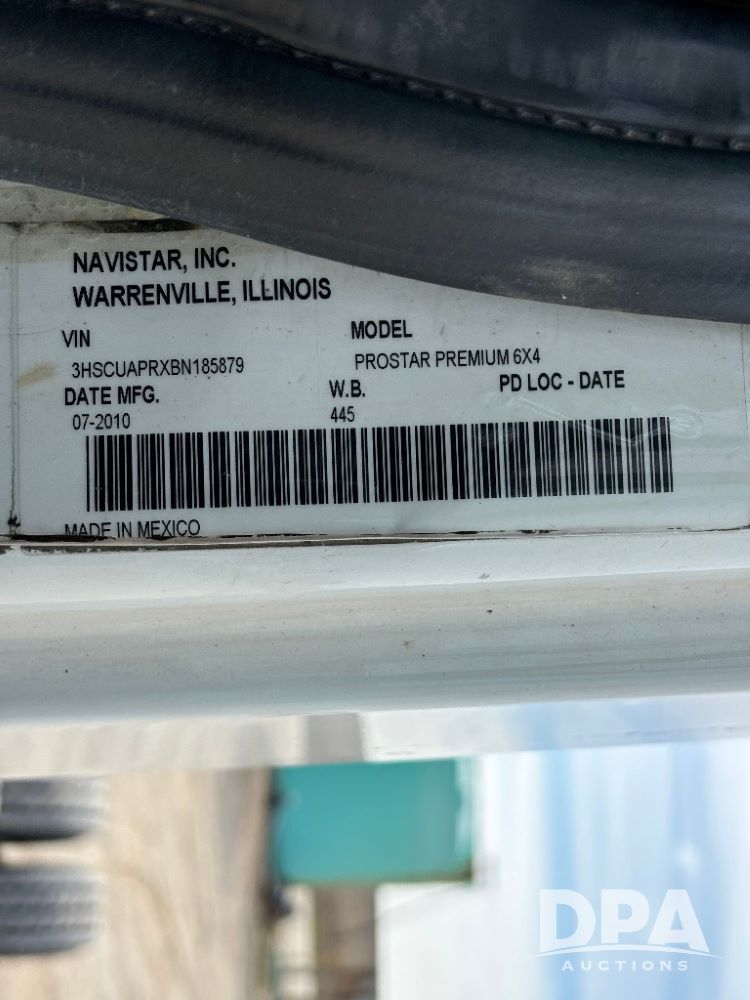 NAVISTAR, INC.
WARRENVILLE, ILLINOIS
VIN MODEL
3HSCUAPRXBN185879 PROSTAR PREMIUM 6X4
DATE MFG. W.B. PD LOC - DATE
07-2010 445
MADE IN MEXICO
DPA
AUCTIONS